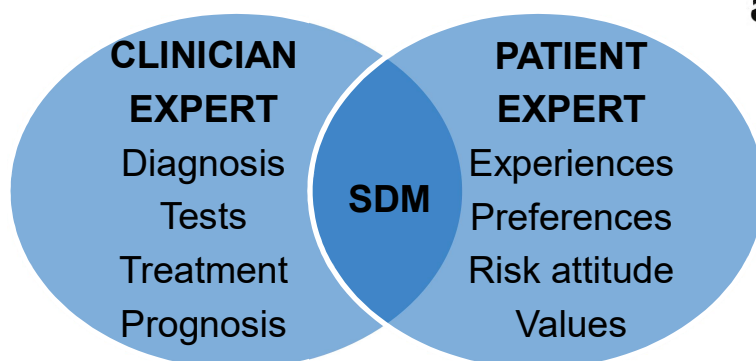 CLINICIAN
EXPERT
Diagnosis
Tests
Treatment
Prognosis
SDM
PATIENT
EXPERT
Experiences
Preferences
Risk attitude
Values